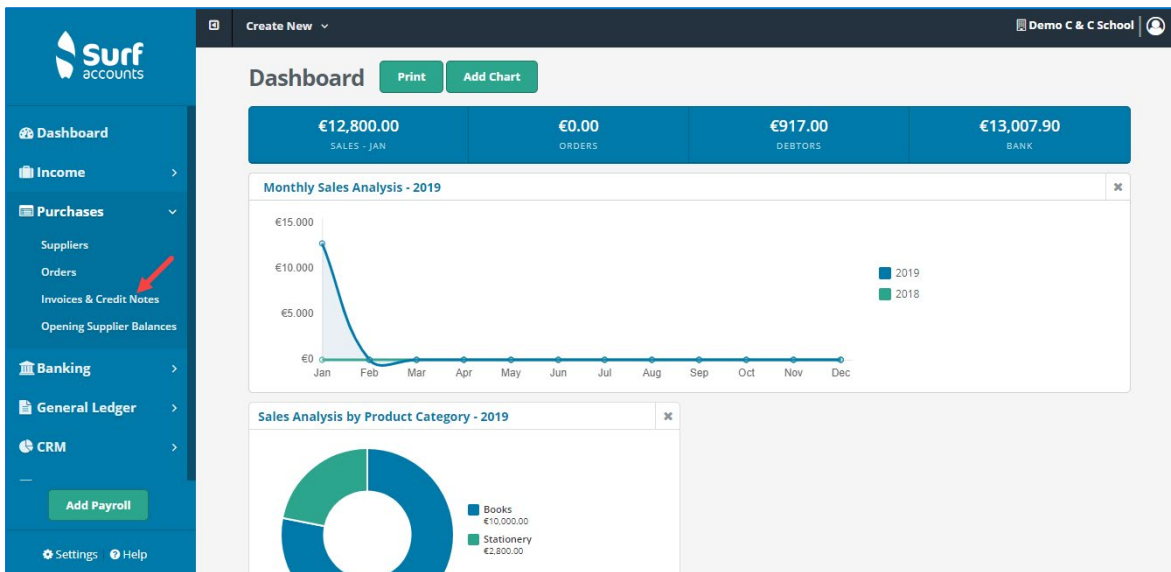 Surf
accounts
Create New
Demo C & C School
Dashboard
Print
Add Chart
Dashboard
Income
Purchases
Suppliers
Orders
Invoices & Credit Notes
Opening Supplier Balances
Banking
General Ledger
CRM
Add Payroll
Settings
Help
€12,800.00
SALES - JAN
€0.00
ORDERS
€917.00
DEBTORS
€13,007.90
BANK
Monthly Sales Analysis - 2019
€15.000
€10.000
€5.000
€0
Jan Feb Mar Apr May Jun Jul Aug Sep Oct Nov Dec
2019
2018
Sales Analysis by Product Category - 2019
Books
€10,000.00
Stationery
€2,800.00